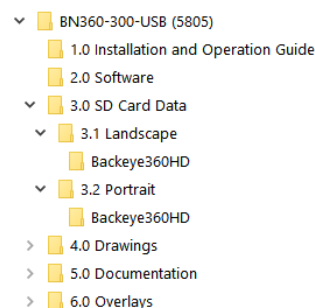 BN360-300-USB (5805)
1.0 Installation and Operation Guide
2.0 Software
3.0 SD Card Data
3.1 Landscape
Backeye360HD
3.2 Portrait
Backeye360HD
4.0 Drawings
5.0 Documentation
6.0 Overlays